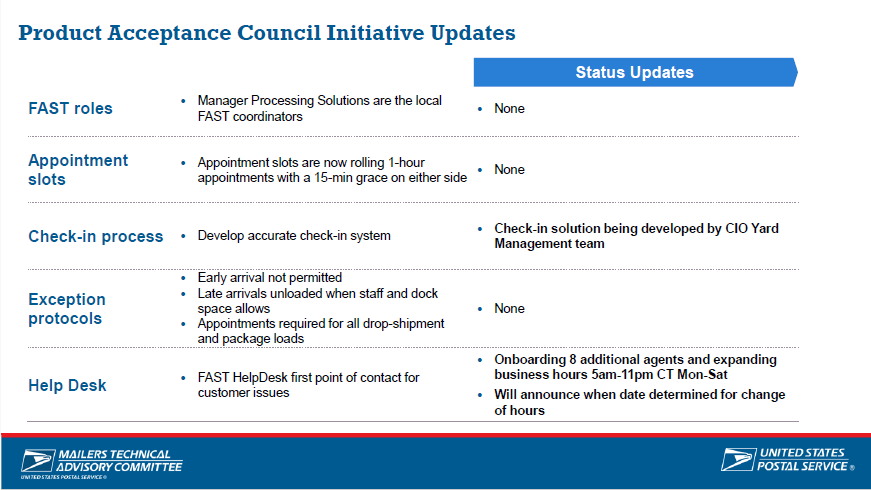 Product Acceptance Council Initiative Updates
Status Updates
FAST roles
• Manager Processing Solutions are the local
FAST coordinators
• None
Appointment
slots
• Appointment slots are now rolling 1-hour
appointments with a 15-min grace on either side
• None
Check-in process
• Develop accurate check-in system
• Check-in solution being developed by CIO Yard
Management team
Exception
protocols
• Early arrival not permitted
• Late arrivals unloaded when staff and dock
space allows
• Appointments required for all drop-shipment
and package loads
• None
Help Desk
• FAST HelpDesk first point of contact for
customer issues
• Onboarding 8 additional agents and expanding
business hours 5am-11pm CT Mon-Sat
• Will announce when date determined for change
of hours
MAILERS TECHNICAL
ADVISORY COMMITTEE
UNITED STATES POSTAL SERVICE ®
UNITED STATES
POSTAL SERVICE ®